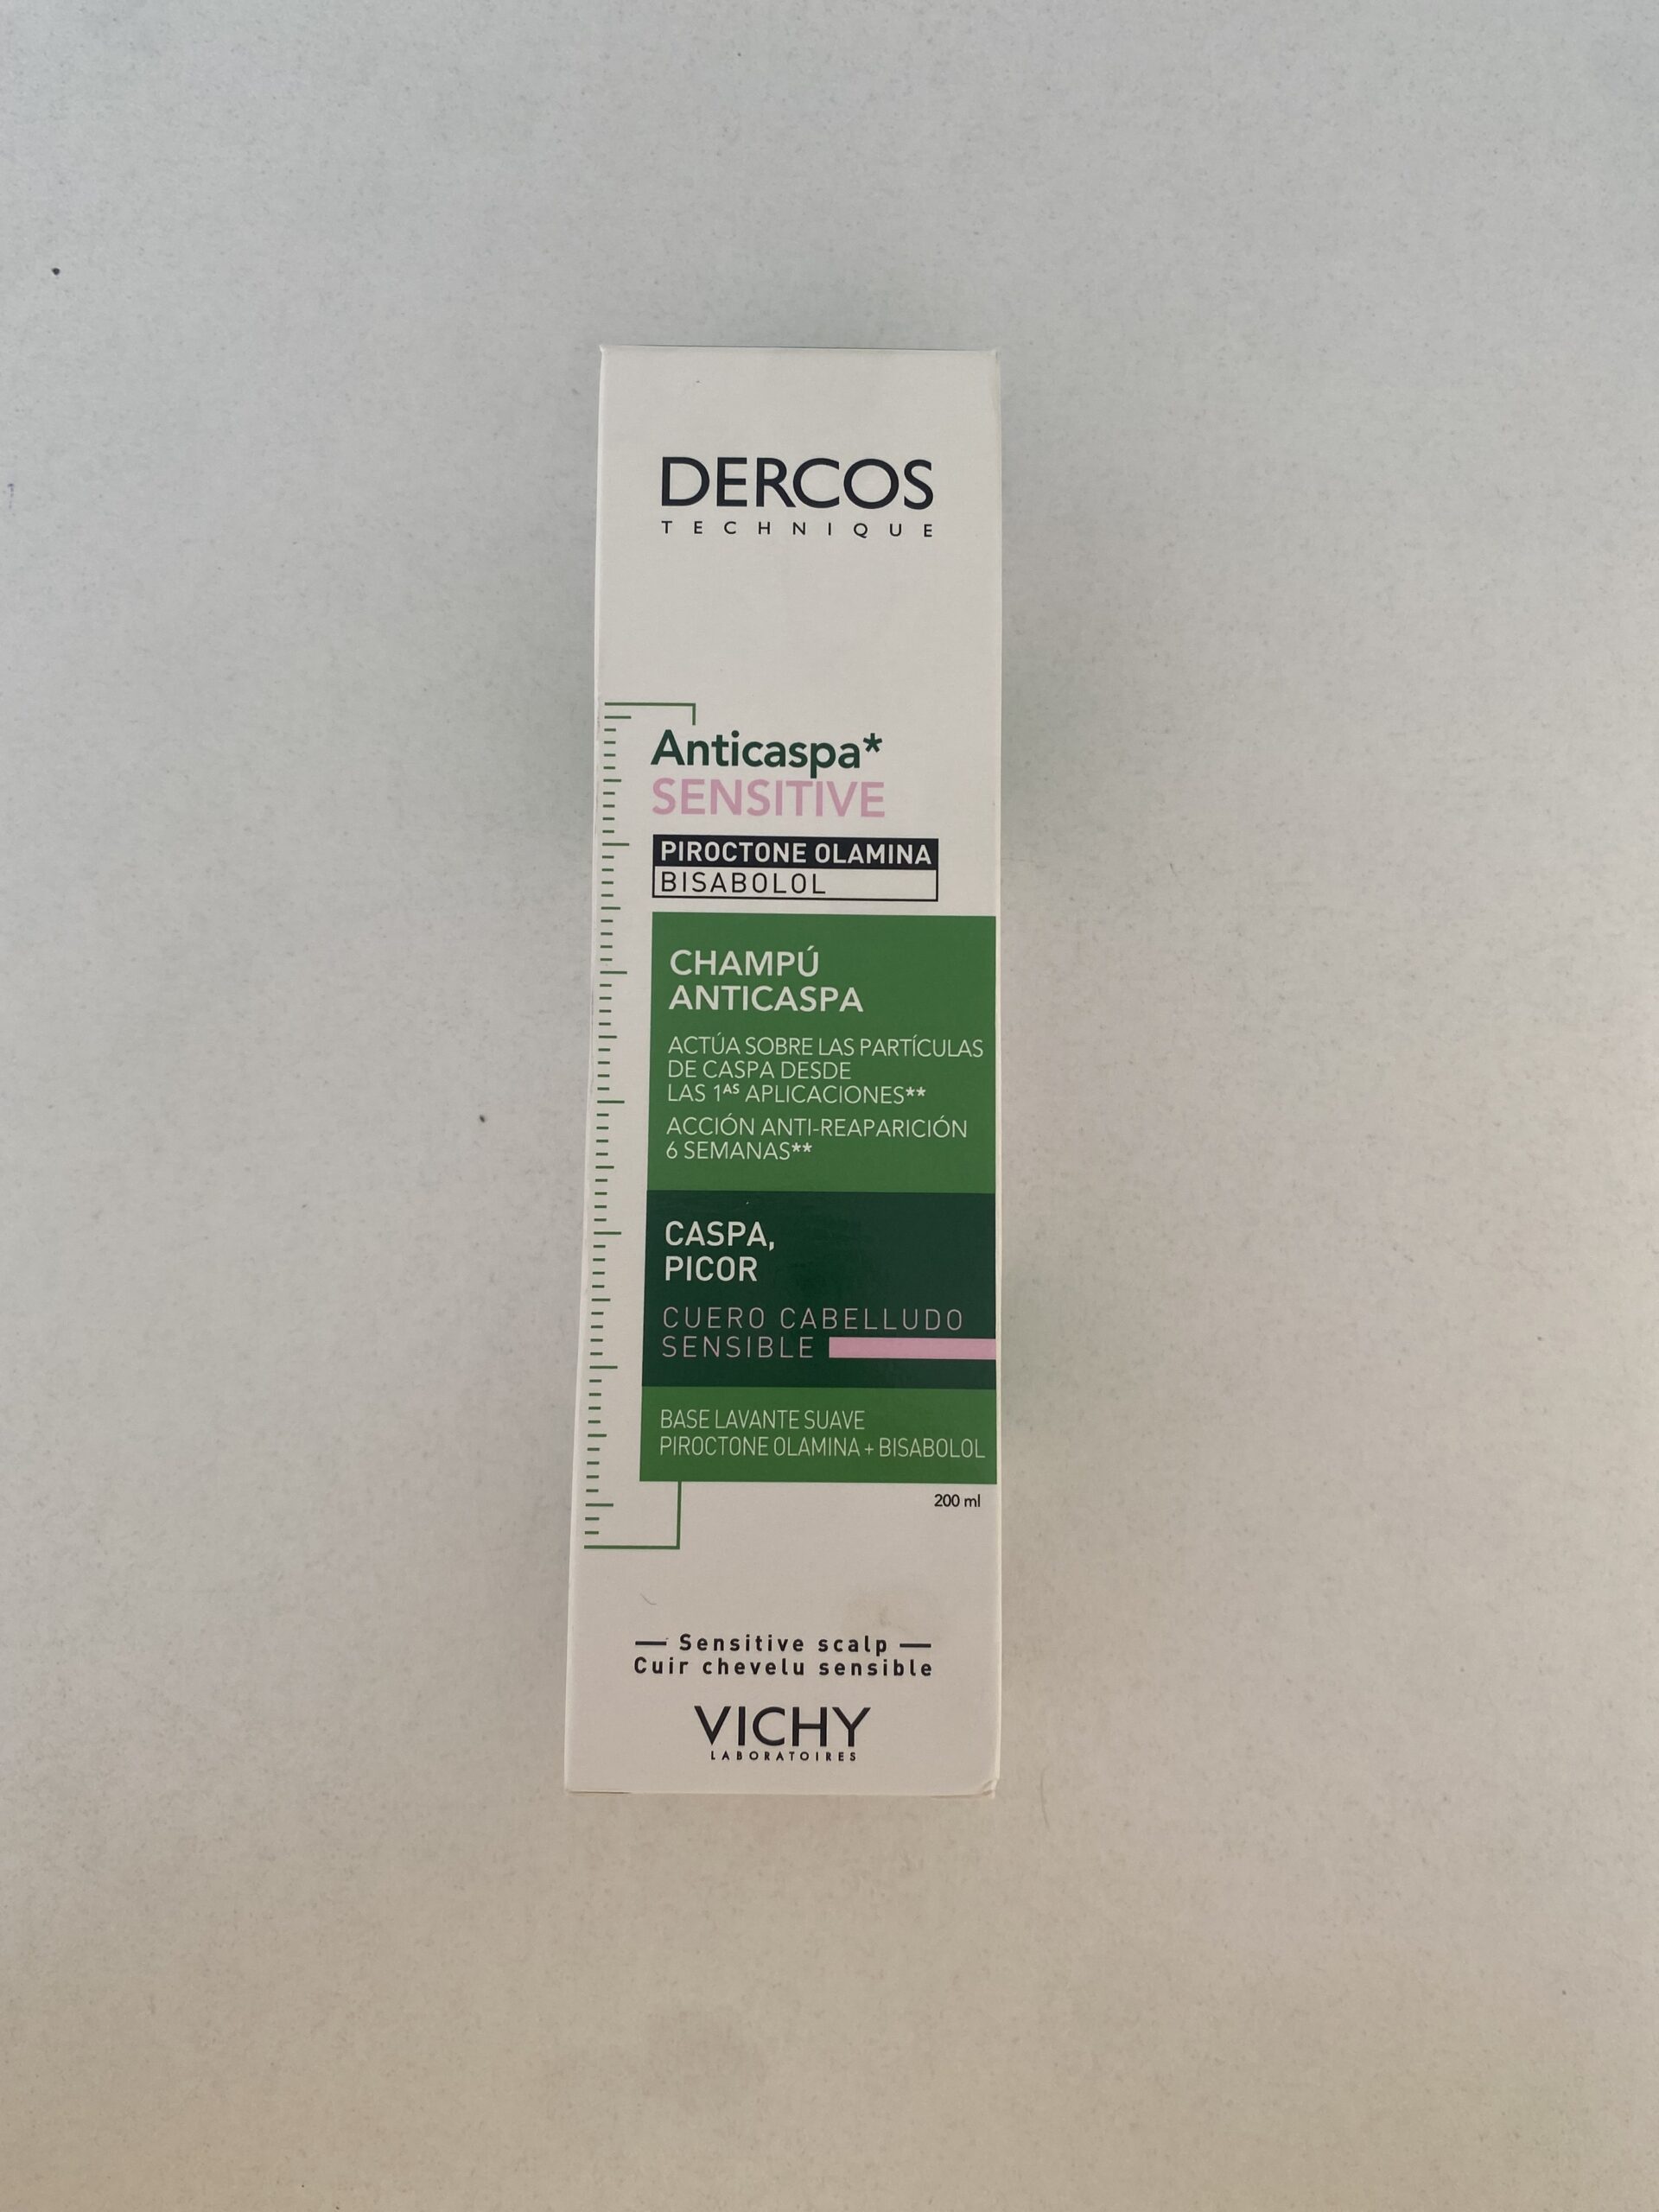 DERCOS
TECHNIQUE
Anticaspa*
SENSITIVE
PIROCTONE OLAMINA
BISABOLOL
CHAMPÚ
ANTICASPA
ACTÚA SOBRE LAS PARTÍCULAS
DE CASPA DESDE
LAS 1ᴬˢ APLICACIONES**
ACCIÓN ANTI-REAPARICIÓN
6 SEMANAS**
CASPA,
PICOR
CUERO CABELLUDO
SENSIBLE
BASE LAVANTE SUAVE
PIROCTONE OLAMINA + BISABOLOL
200 ml
Sensitive scalp
Cuir chevelu sensible
VICHY
LABORATOIRES